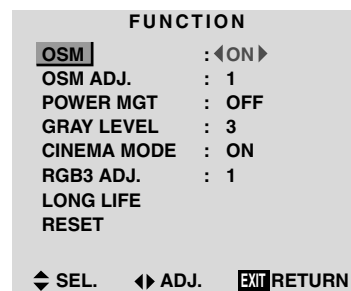 FUNCTION
OSM : ON
OSM ADJ. : 1
POWER MGT : OFF
GRAY LEVEL : 3
CINEMA MODE : ON
RGB3 ADJ. : 1
LONG LIFE
RESET
SEL. ADJ. EXIT RETURN